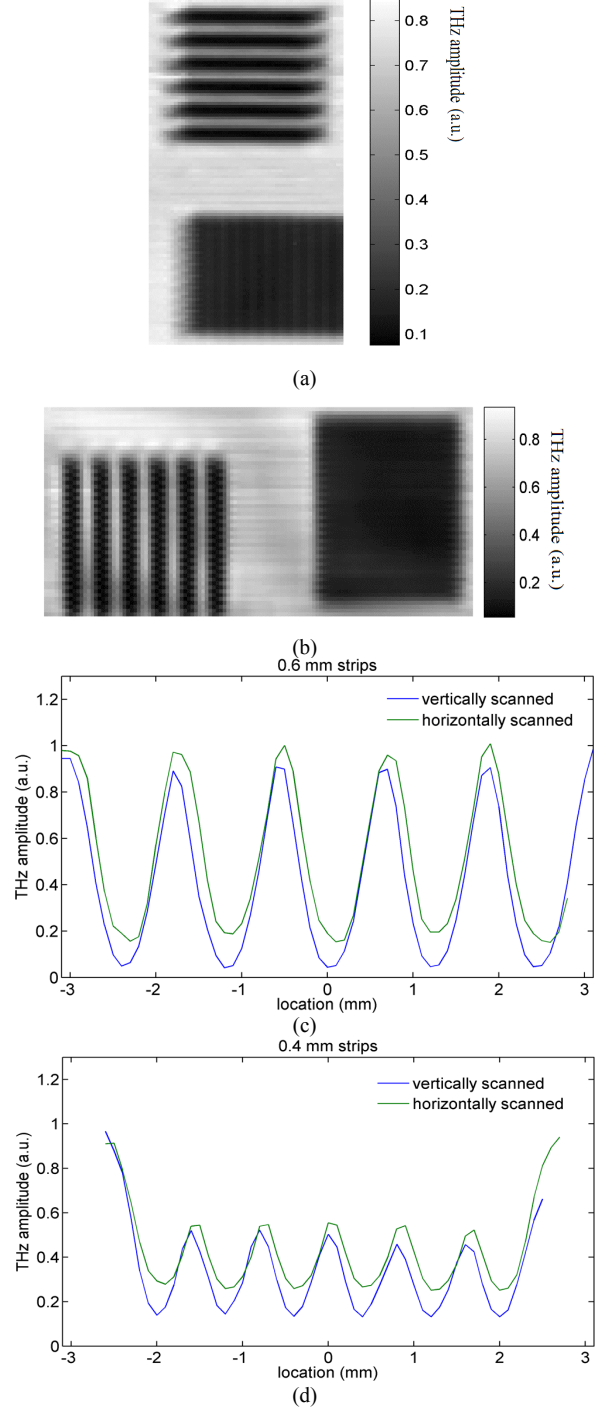 0.8
0.7
0.6
0.5
0.4
0.3
0.2
0.1
THz amplitude (a.u.)
(a)
0.8
0.6
0.4
0.2
THz amplitude (a.u.)
(b)
0.6 mm strips
vertically scanned
horizontally scanned
THz amplitude (a.u.)
1.2
1
0.8
0.6
0.4
0.2
0
-3 -2 -1 0 1 2 3
location (mm)
(c)
0.4 mm strips
vertically scanned
horizontally scanned
THz amplitude (a.u.)
1.2
1
0.8
0.6
0.4
0.2
0
-3 -2 -1 0 1 2 3
location (mm)
(d)